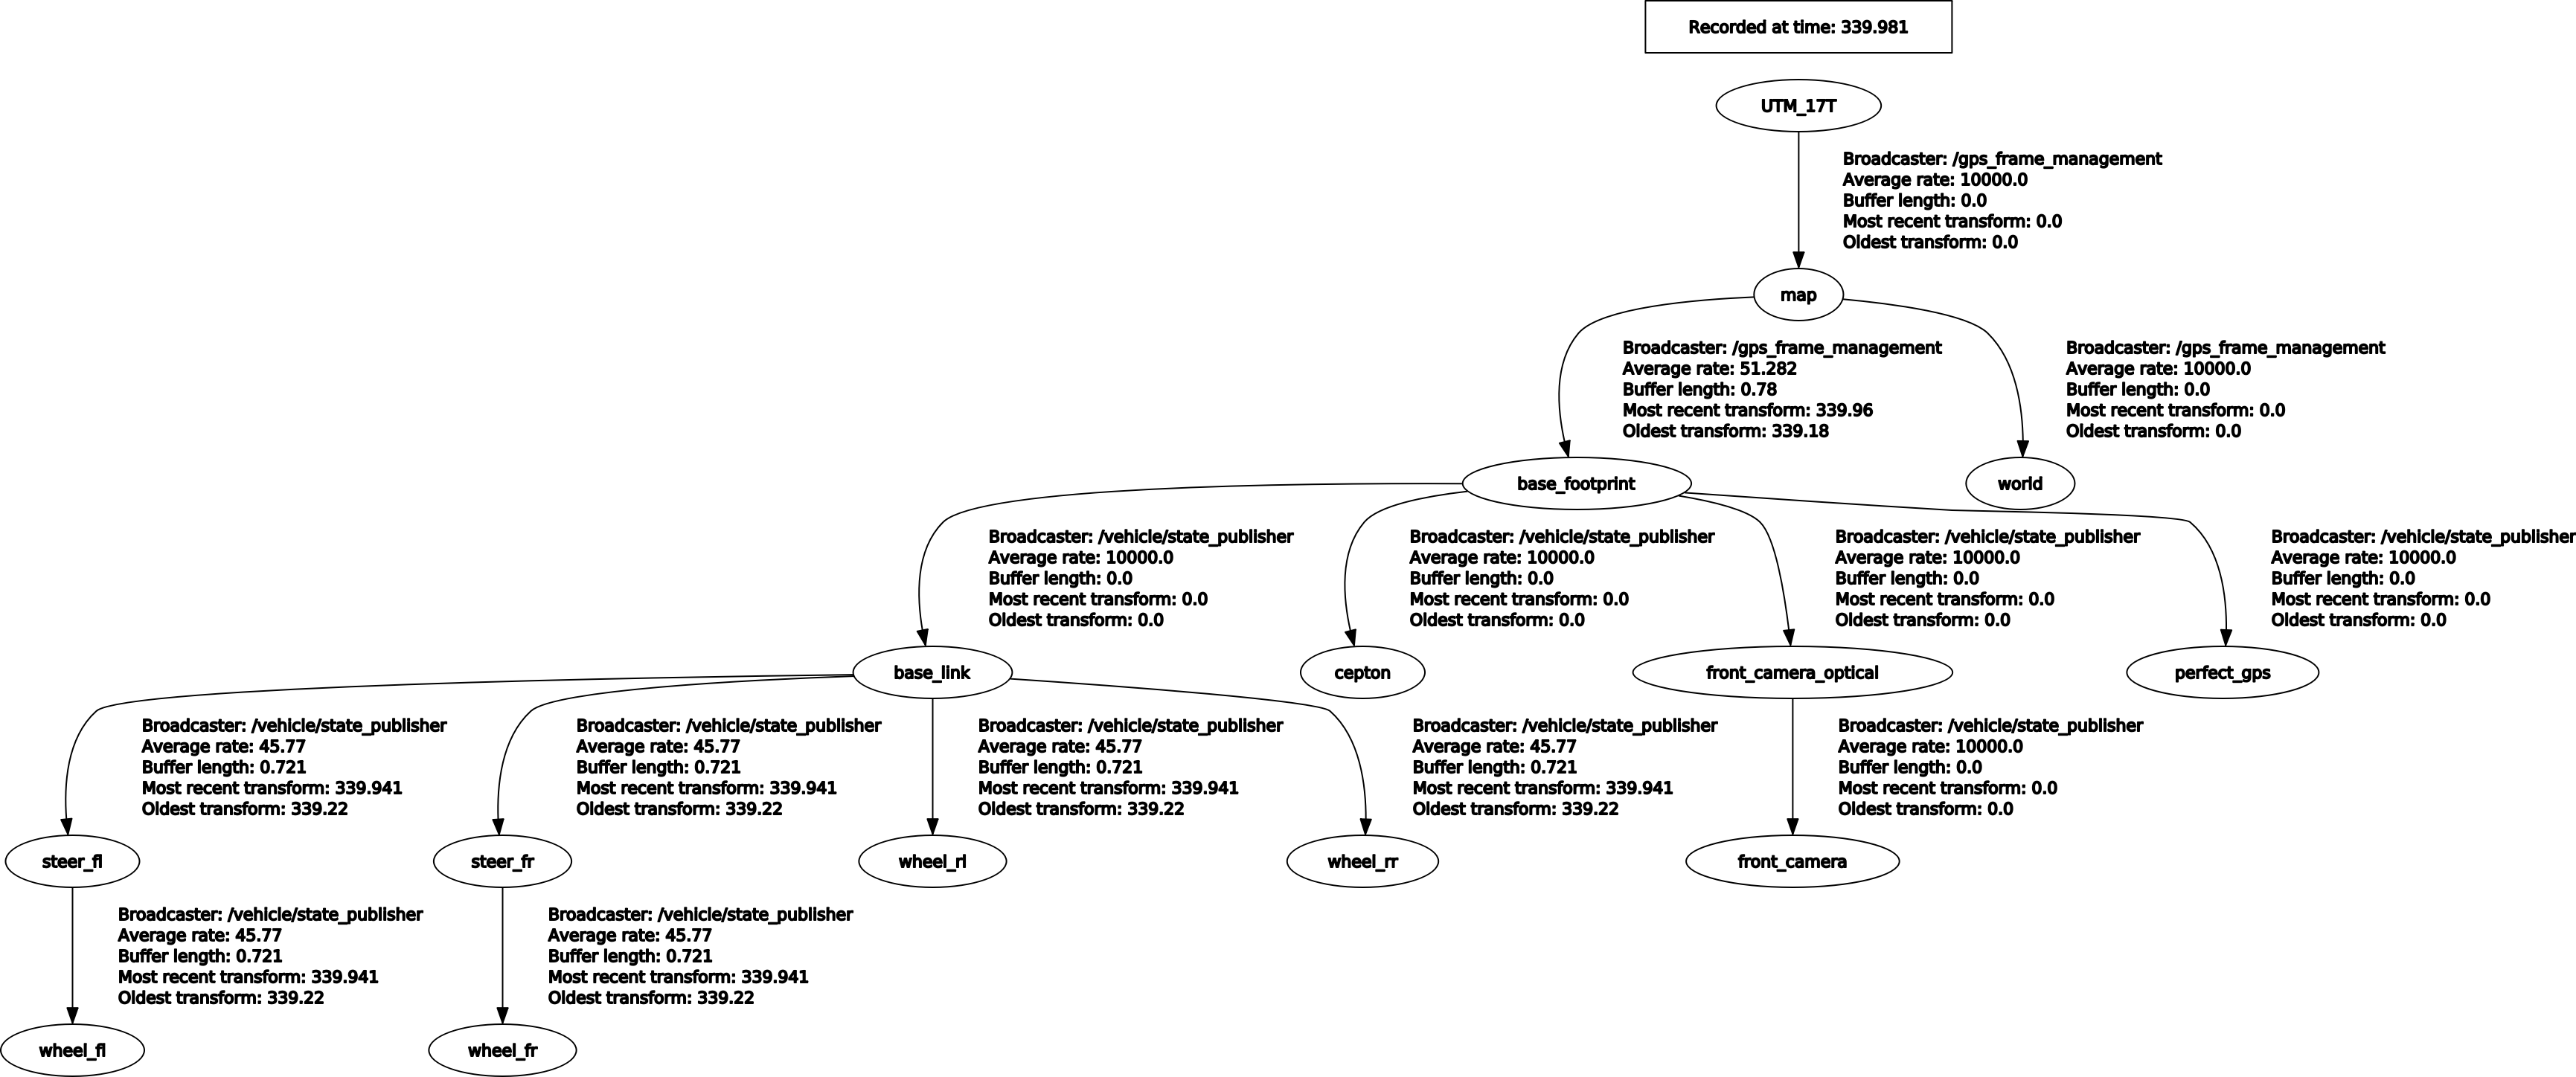 Recorded at time: 339.981
UTM_17T
Broadcaster: /gps_frame_management
Average rate: 10000.0
Buffer length: 0.0
Most recent transform: 0.0
Oldest transform: 0.0
map
Broadcaster: /gps_frame_management
Average rate: 51.282
Buffer length: 0.78
Most recent transform: 339.96
Oldest transform: 339.18
Broadcaster: /gps_frame_management
Average rate: 10000.0
Buffer length: 0.0
Most recent transform: 0.0
Oldest transform: 0.0
base_footprint
world
Broadcaster: /vehicle/state_publisher
Average rate: 10000.0
Buffer length: 0.0
Most recent transform: 0.0
Oldest transform: 0.0
Broadcaster: /vehicle/state_publisher
Average rate: 10000.0
Buffer length: 0.0
Most recent transform: 0.0
Oldest transform: 0.0
Broadcaster: /vehicle/state_publisher
Average rate: 10000.0
Buffer length: 0.0
Most recent transform: 0.0
Oldest transform: 0.0
Broadcaster: /vehicle/state_publisher
Average rate: 10000.0
Buffer length: 0.0
Most recent transform: 0.0
Oldest transform: 0.0
base_link
cepton
front_camera_optical
perfect_gps
Broadcaster: /vehicle/state_publisher
Average rate: 45.77
Buffer length: 0.721
Most recent transform: 339.941
Oldest transform: 339.22
Broadcaster: /vehicle/state_publisher
Average rate: 45.77
Buffer length: 0.721
Most recent transform: 339.941
Oldest transform: 339.22
Broadcaster: /vehicle/state_publisher
Average rate: 45.77
Buffer length: 0.721
Most recent transform: 339.941
Oldest transform: 339.22
Broadcaster: /vehicle/state_publisher
Average rate: 45.77
Buffer length: 0.721
Most recent transform: 339.941
Oldest transform: 339.22
Broadcaster: /vehicle/state_publisher
Average rate: 10000.0
Buffer length: 0.0
Most recent transform: 0.0
Oldest transform: 0.0
steer_fl
steer_fr
wheel_rl
wheel_rr
front_camera
Broadcaster: /vehicle/state_publisher
Average rate: 45.77
Buffer length: 0.721
Most recent transform: 339.941
Oldest transform: 339.22
Broadcaster: /vehicle/state_publisher
Average rate: 45.77
Buffer length: 0.721
Most recent transform: 339.941
Oldest transform: 339.22
wheel_fl
wheel_fr